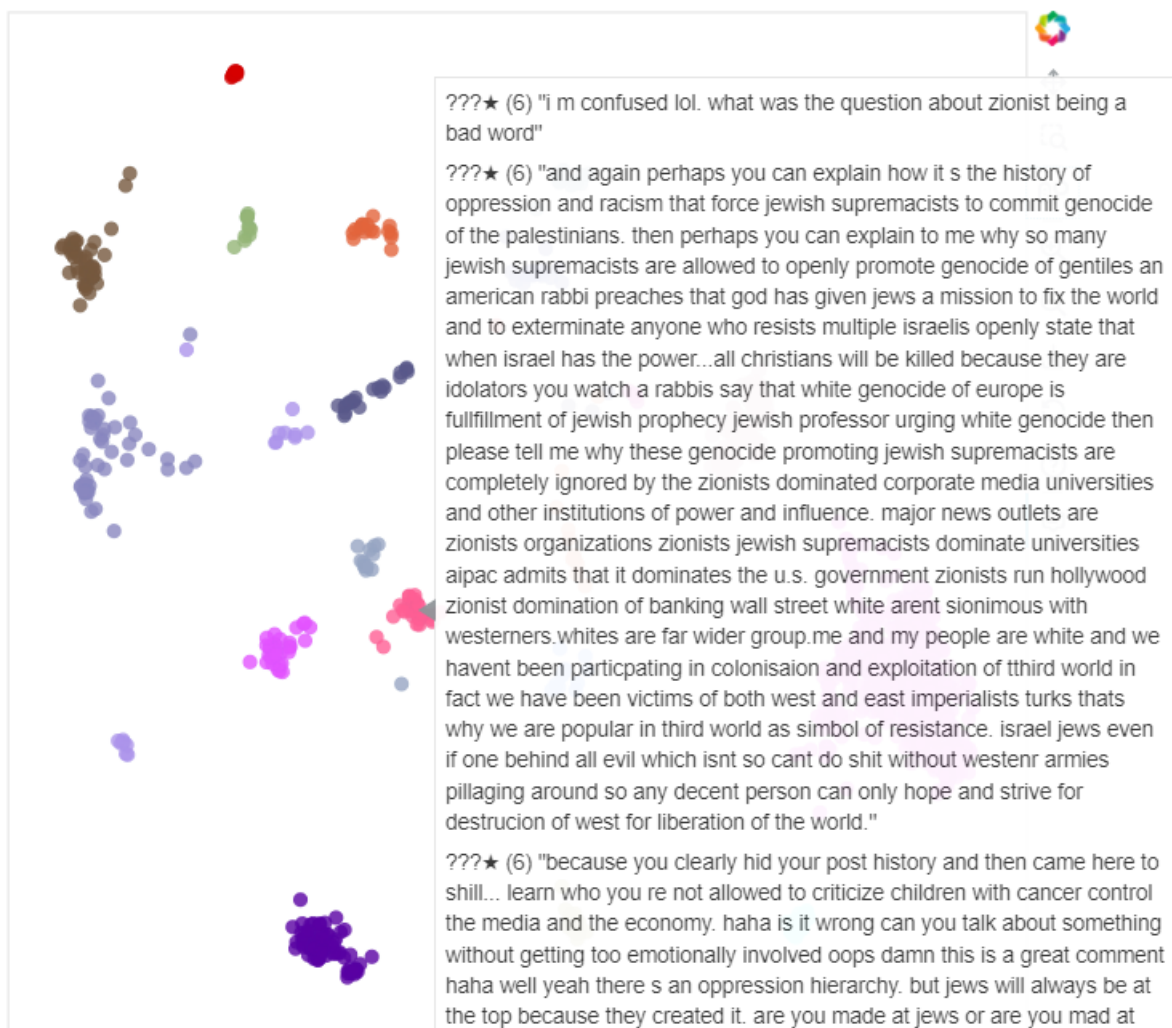 ???★ (6) "i m confused lol. what was the question about zionist being a
bad word"
???★ (6) "and again perhaps you can explain how it s the history of
oppression and racism that force jewish supremacists to commit genocide
of the palestinians. then perhaps you can explain to me why so many
jewish supremacists are allowed to openly promote genocide of gentiles an
american rabbi preaches that god has given jews a mission to fix the world
and to exterminate anyone who resists multiple israelis openly state that
when israel has the power...all christians will be killed because they are
idolators you watch a rabbis say that white genocide of europe is
fullfillment of jewish prophecy jewish professor urging white genocide then
please tell me why these genocide promoting jewish supremacists are
completely ignored by the zionists dominated corporate media universities
and other institutions of power and influence. major news outlets are
zionists organizations zionists jewish supremacists dominate universities
aipac admits that it dominates the u.s. government zionists run hollywood
zionist domination of banking wall street white arent sionimous with
westerners.whites are far wider group.me and my people are white and we
havent been particpating in colonisaion and exploitation of tthird world in
fact we have been victims of both west and east imperialists turks thats
why we are popular in third world as simbol of resistance. israel jews even
if one behind all evil which isnt so cant do shit without westenr armies
pillaging around so any decent person can only hope and strive for
destrucion of west for liberation of the world."
???★ (6) "because you clearly hid your post history and then came here to
shill... learn who you re not allowed to criticize children with cancer control
the media and the economy. haha is it wrong can you talk about something
without getting too emotionally involved oops damn this is a great comment
haha well yeah there s an oppression hierarchy. but jews will always be at
the top because they created it. are you made at jews or are you mad at